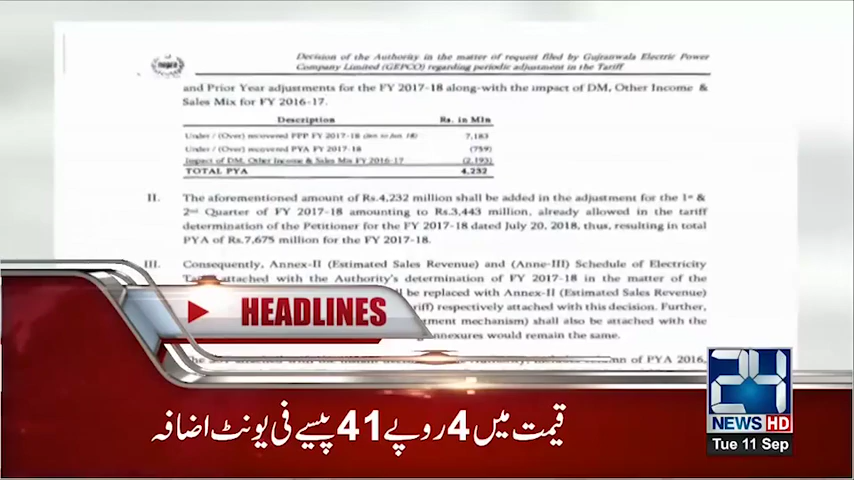 nepra
Decision of the Authority in the matter of request filed by Gujranwala Electric Power
Company Limited (GEPCO) regarding periodic adjustment in the Tariff
and Prior Year adjustments for the FY 2017-18 along-with the impact of DM, Other Income &
Sales Mix for FY 2016-17.
Description Rs. in Mln
Under / (Over) recovered FPP FY 2017-18 (Jan. to Jun. 18) 7,183
Under / (Over) recovered PYA FY 2017-18 (759)
Impact of DM, Other Income & Sales Mix FY 2016-17 (2,193)
TOTAL PYA 4,232
II. The aforementioned amount of Rs.4,232 million shall be added in the adjustment for the 1st &
2nd Quarter of FY 2017-18 amounting to Rs.3,443 million, already allowed in the tariff
determination of the Petitioner for the FY 2017-18 dated July 20, 2018, thus, resulting in total
PYA of Rs.7,675 million for the FY 2017-18.
III. Consequently, Annex-II (Estimated Sales Revenue) and (Anne-III) Schedule of Electricity
attached with the Authority's determination of FY 2017-18 in the matter of the
be replaced with Annex-II (Estimated Sales Revenue)
respectively attached with this decision. Further,
mechanism) shall also be attached with the
annexures would remain the same.
of PYA 2016,
HEADLINES
قیمت میں 4 روپے 41 پیسے فی یونٹ اضافہ
24
NEWS HD
Tue 11 Sep